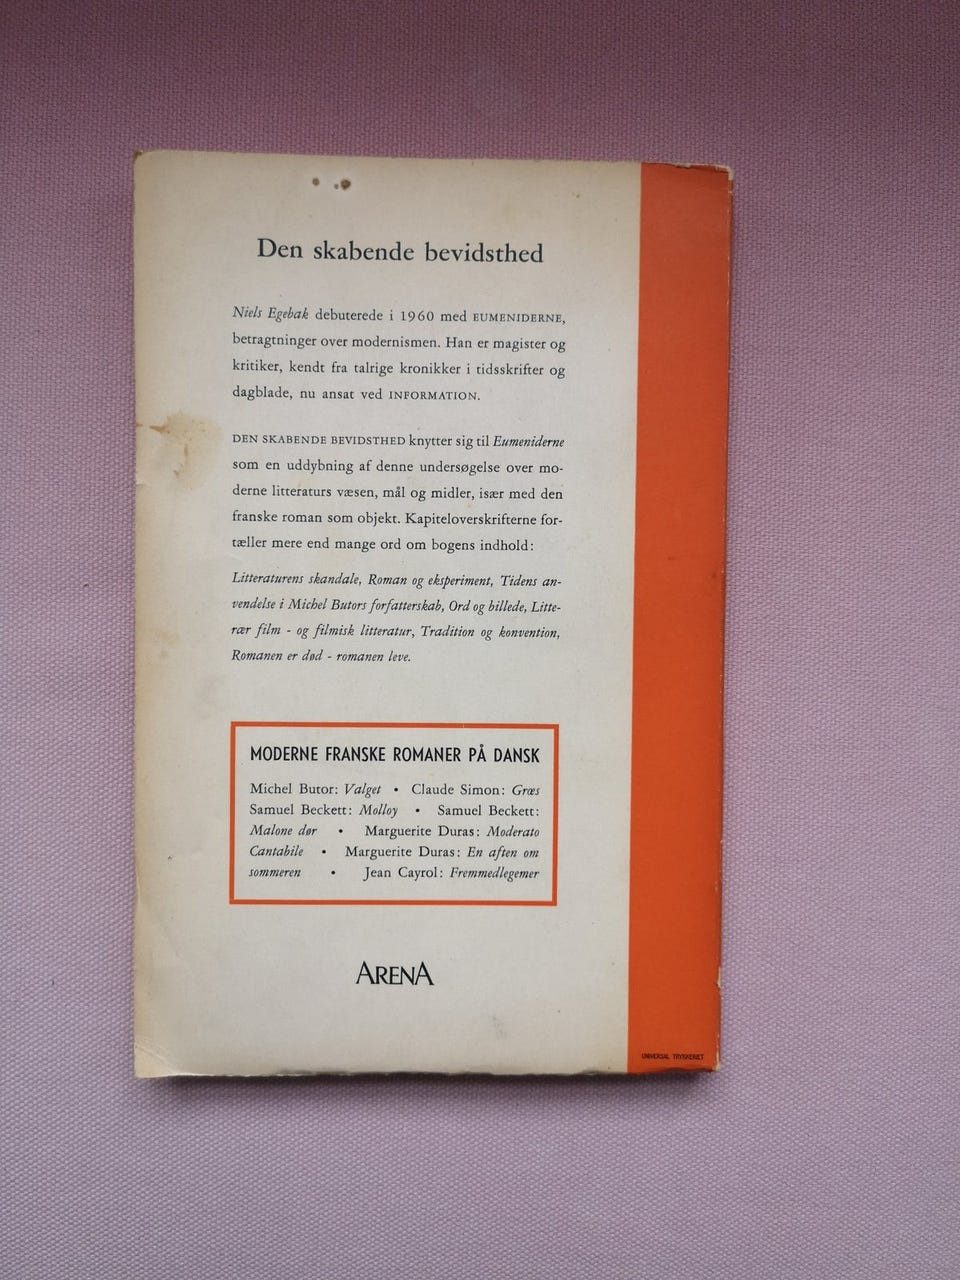 Den skabende bevidsthed
Niels Egebak debuterede i 1960 med EUMENIDERNE,
betragtninger over modernismen. Han er magister og
kritiker, kendt fra talrige kronikker i tidsskrifter og
dagblade, nu ansat ved INFORMATION.
DEN SKABENDE BEVIDSTHED knytter sig til Eumeniderne
som en uddybning af denne undersøgelse over mo-
derne litteraturs væsen, mål og midler, især med den
franske roman som objekt. Kapiteloverskrifterne for-
tæller mere end mange ord om bogens indhold:
Litteraturens skandale, Roman og eksperiment, Tidens an-
vendelse i Michel Butors forfatterskab, Ord og billede, Litte-
rær film - og filmisk litteratur, Tradition og konvention,
Romanen er død - romanen leve.
MODERNE FRANSKE ROMANER PÅ DANSK
Michel Butor: Valget • Claude Simon: Græs
Samuel Beckett: Molloy • Samuel Beckett:
Malone dør • Marguerite Duras: Moderato
Cantabile • Marguerite Duras: En aften om
sommeren • Jean Cayrol: Fremmedlegemer
ARENA
UNIVERSAL TRYKKERIET